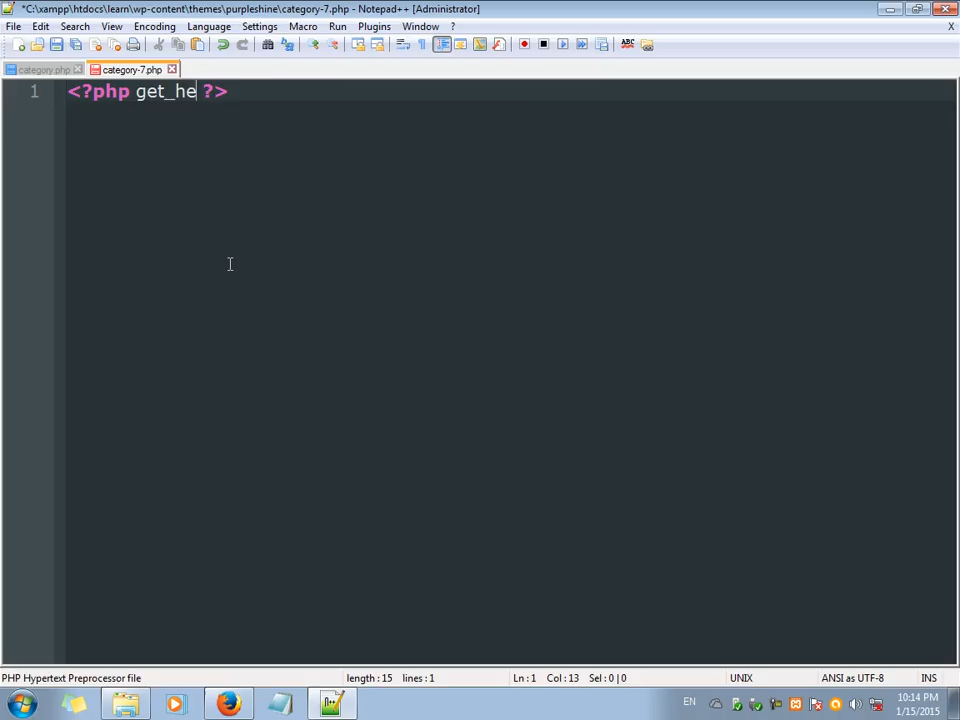 *C:\xampp\htdocs\learn\wp-content\themes\purpleshine\category-7.php - Notepad++ [Administrator]
File Edit Search View Encoding Language Settings Macro Run Plugins Window ? X
ABC
category.php category-7.php
1 <?php get_he ?>
PHP Hypertext Preprocessor file length : 15 lines : 1 Ln : 1 Col : 13 Sel : 0 | 0 UNIX ANSI as UTF-8 INS
EN 10:14 PM
1/15/2015